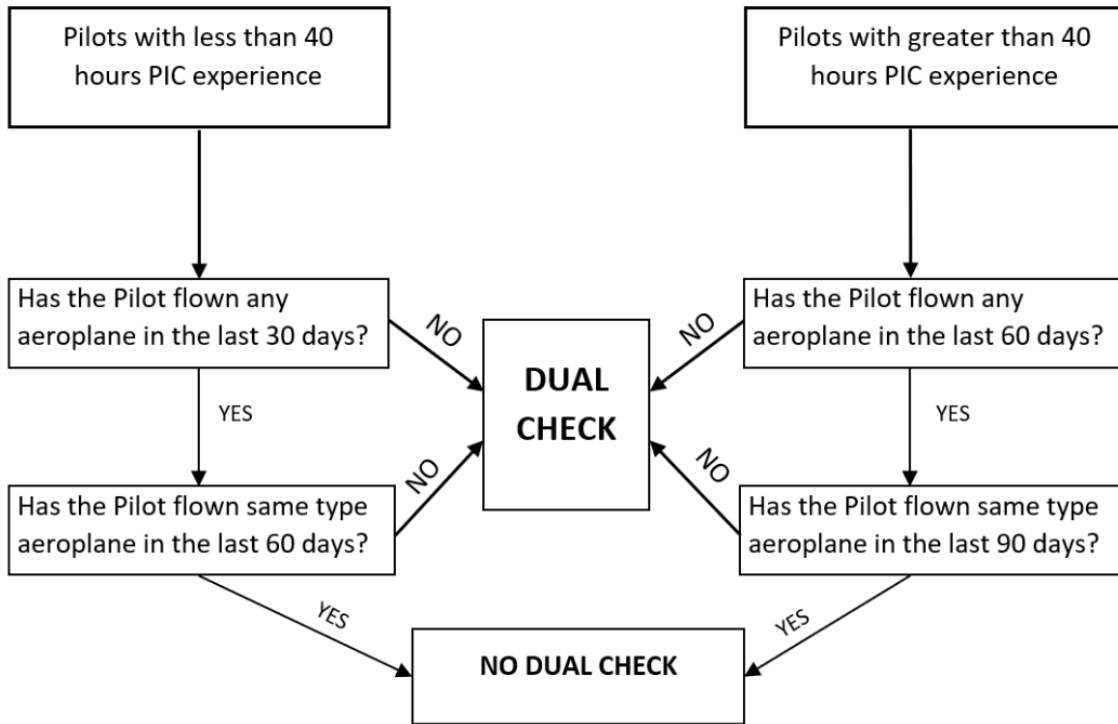 Pilots with less than 40
hours PIC experience
Pilots with greater than 40
hours PIC experience
Has the Pilot flown any
aeroplane in the last 30 days?
NO
DUAL
CHECK
NO
Has the Pilot flown any
aeroplane in the last 60 days?
YES
YES
Has the Pilot flown same type
aeroplane in the last 60 days?
NO
NO
Has the Pilot flown same type
aeroplane in the last 90 days?
YES
YES
NO DUAL CHECK